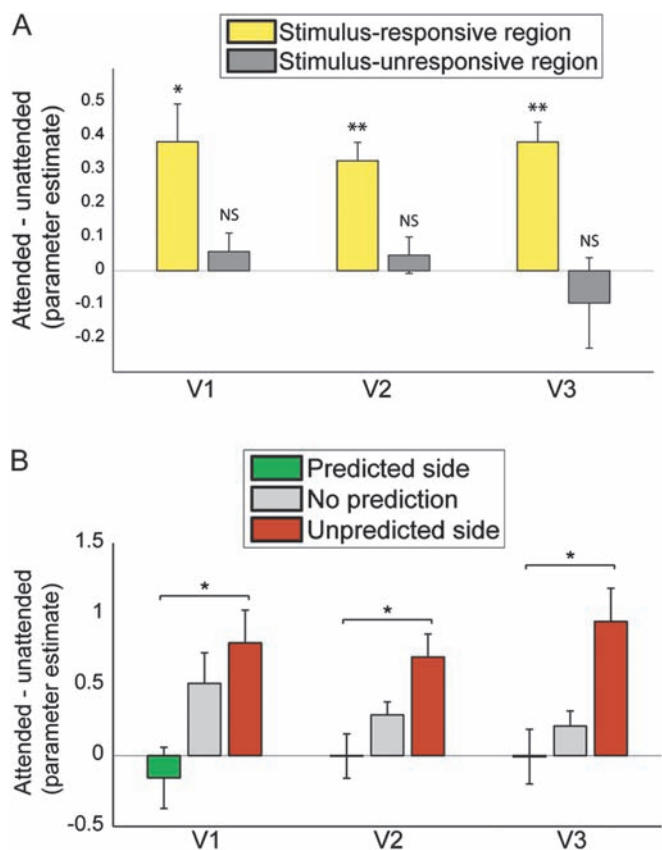 A
Stimulus-responsive region
Stimulus-unresponsive region
Attended - unattended
(parameter estimate)
0.5
0.4
0.3
0.2
0.1
0
-0.1
-0.2
*
NS
**
NS
**
NS
V1 V2 V3
B
Predicted side
No prediction
Unpredicted side
Attended - unattended
(parameter estimate)
1.5
1
0.5
0
-0.5
*
*
*
V1 V2 V3